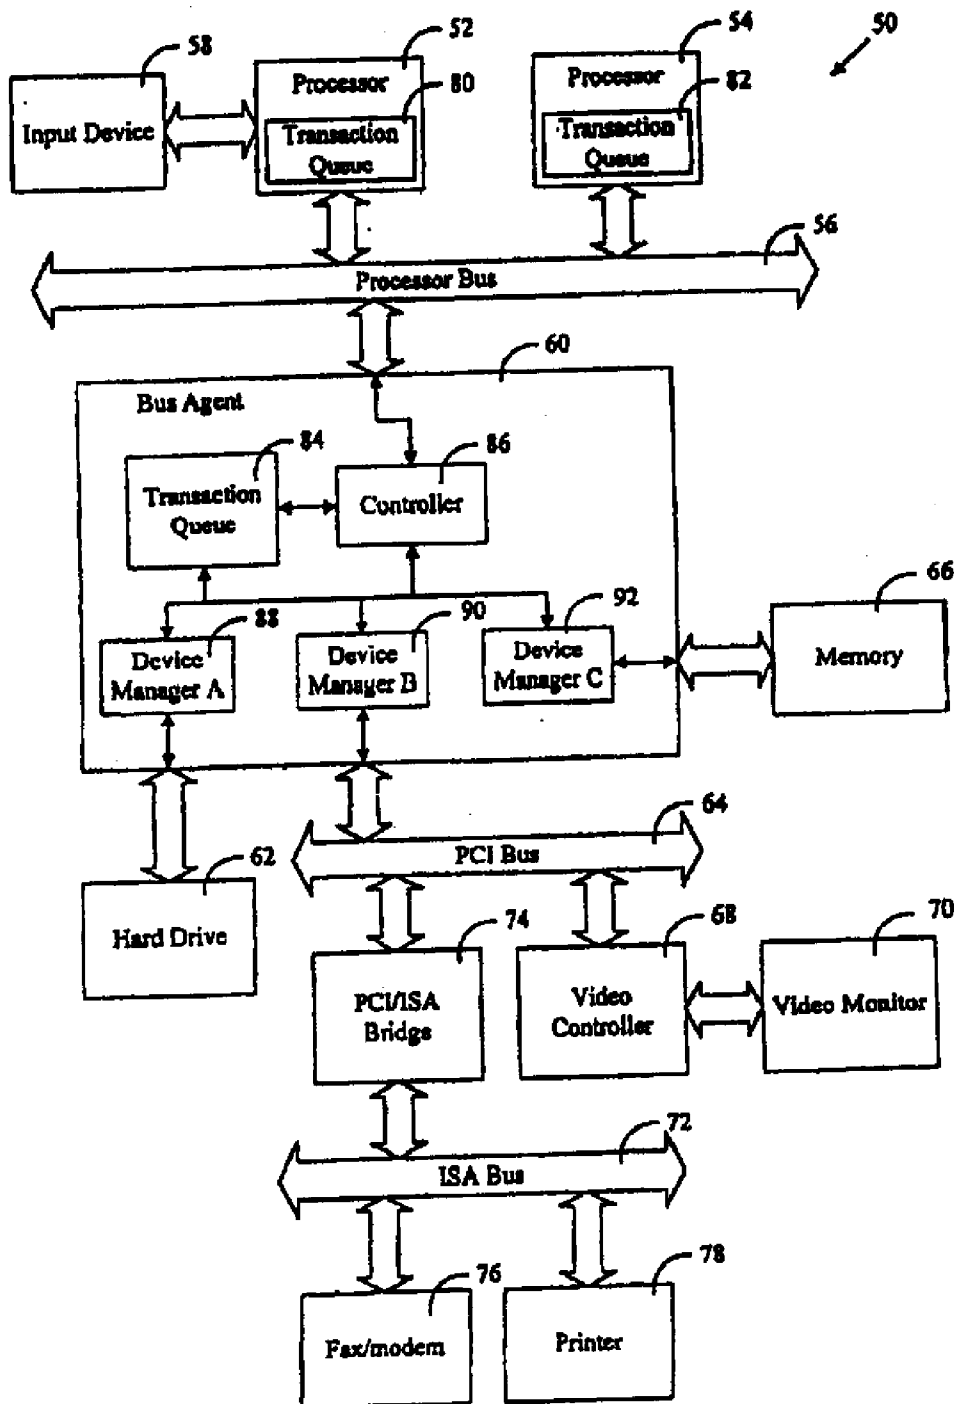 58
52
54
50
Input Device
Processor
80
Transaction
Queue
Processor
82
Transaction
Queue
56
Processor Bus
60
Bus Agent
84
Transaction
Queue
86
Controller
88
Device
Manager A
90
Device
Manager B
92
Device
Manager C
66
Memory
64
PCI Bus
62
Hard Drive
74
PCI/ISA
Bridge
68
Video
Controller
70
Video Monitor
72
ISA Bus
76
Fax/modem
78
Printer